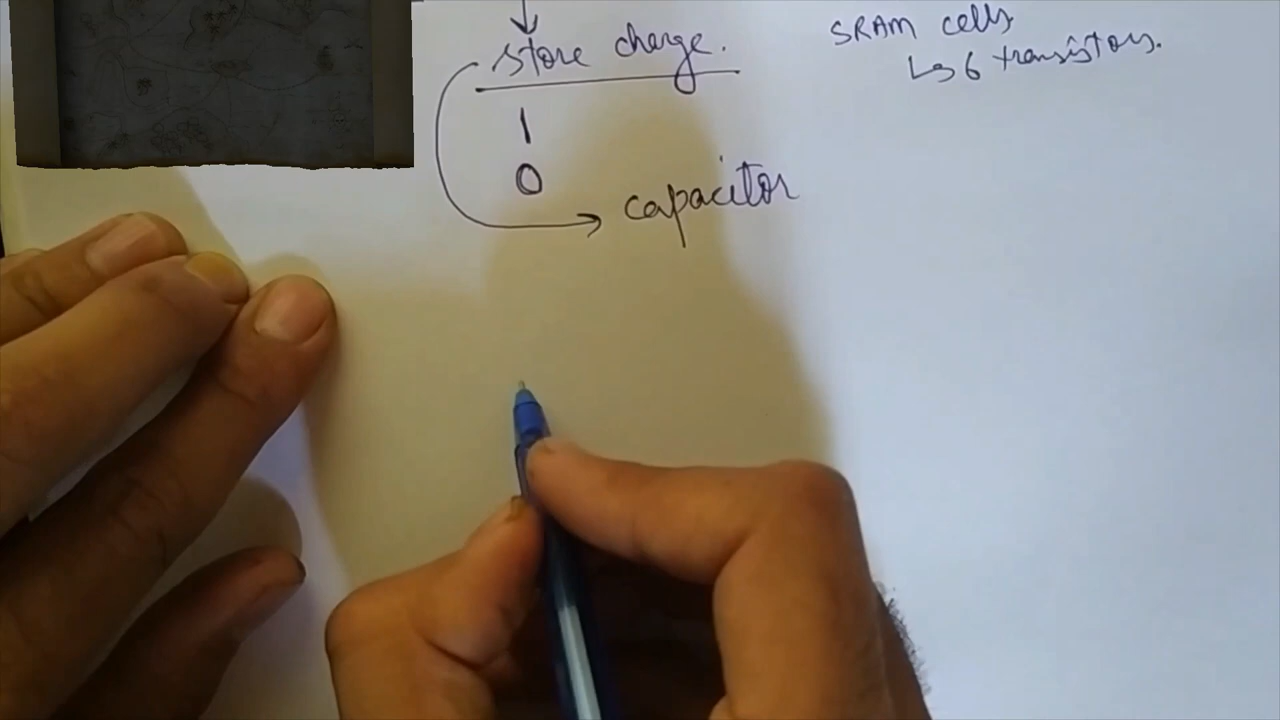 store charge.
1
0
capacitor
SRAM cells
↳ 6 transistors.